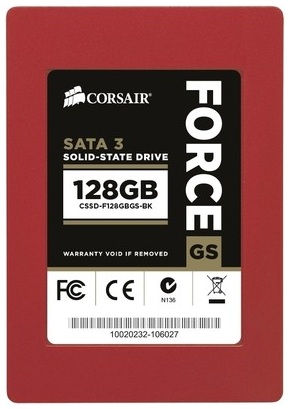 CORSAIR
FORCE
GS
SATA 3
SOLID-STATE DRIVE
128GB
CSSD-F128GBGS-BK
WARRANTY VOID IF REMOVED
FC CE N136
10020232-106027